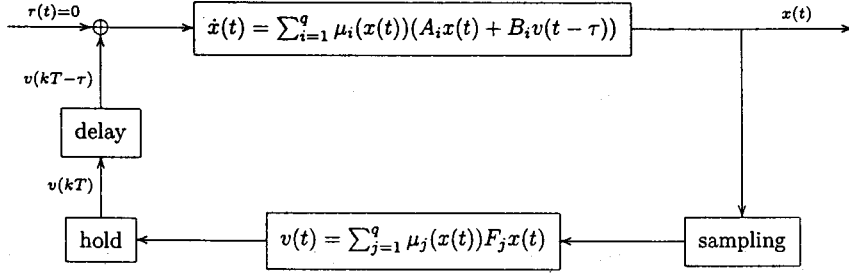 r(t)=0
ẋ(t) = ∑_{i=1}^{q} μ_i(x(t))(A_i x(t) + B_i v(t − τ))
x(t)
v(kT−τ)
delay
v(kT)
hold
v(t) = ∑_{j=1}^{q} μ_j(x(t))F_j x(t)
sampling